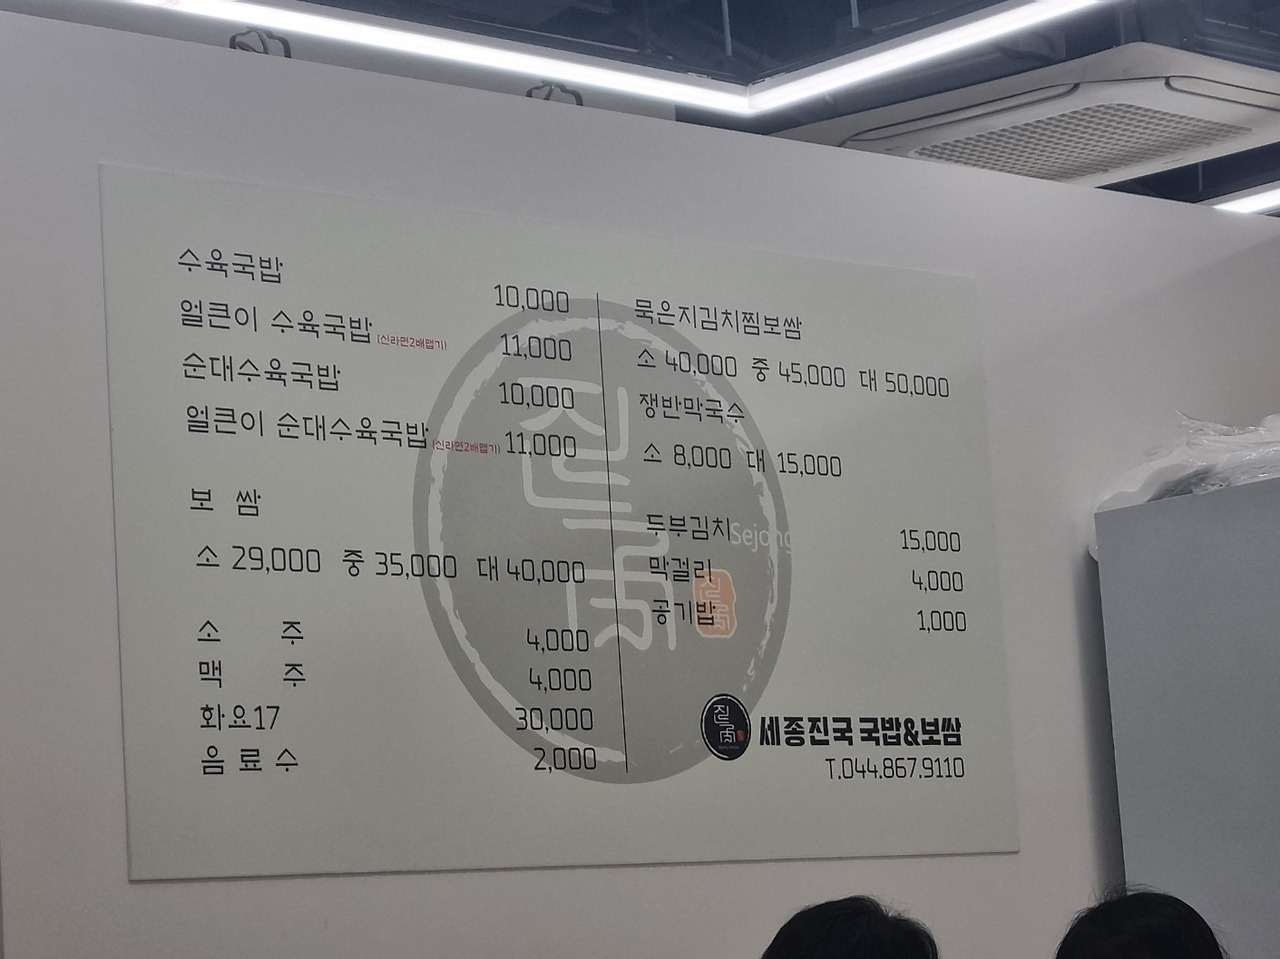 수육국밥 10,000
얼큰이 수육국밥 (신라면2배맵기) 11,000
순대수육국밥 10,000
얼큰이 순대수육국밥 (신라면2배맵기) 11,000
보 쌈
소 29,000 중 35,000 대 40,000
소 주 4,000
맥 주 4,000
화요17 30,000
음 료 수 2,000
묵은지김치찜보쌈
소 40,000 중 45,000 대 50,000
쟁반막국수
소 8,000 대 15,000
두부김치 15,000
막걸리 4,000
공기밥 1,000
진국
Sejong
진국
진국
세종진국 국밥&보쌈
T.044.867.9110